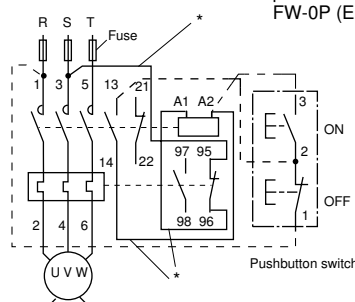 FW-0P (E
R S T *
Fuse
1 3 5 13 21 A1 A2 3
ON
97 95 2
14 22
OFF
98 96 1
2 4 6
U V W * Pushbutton switch